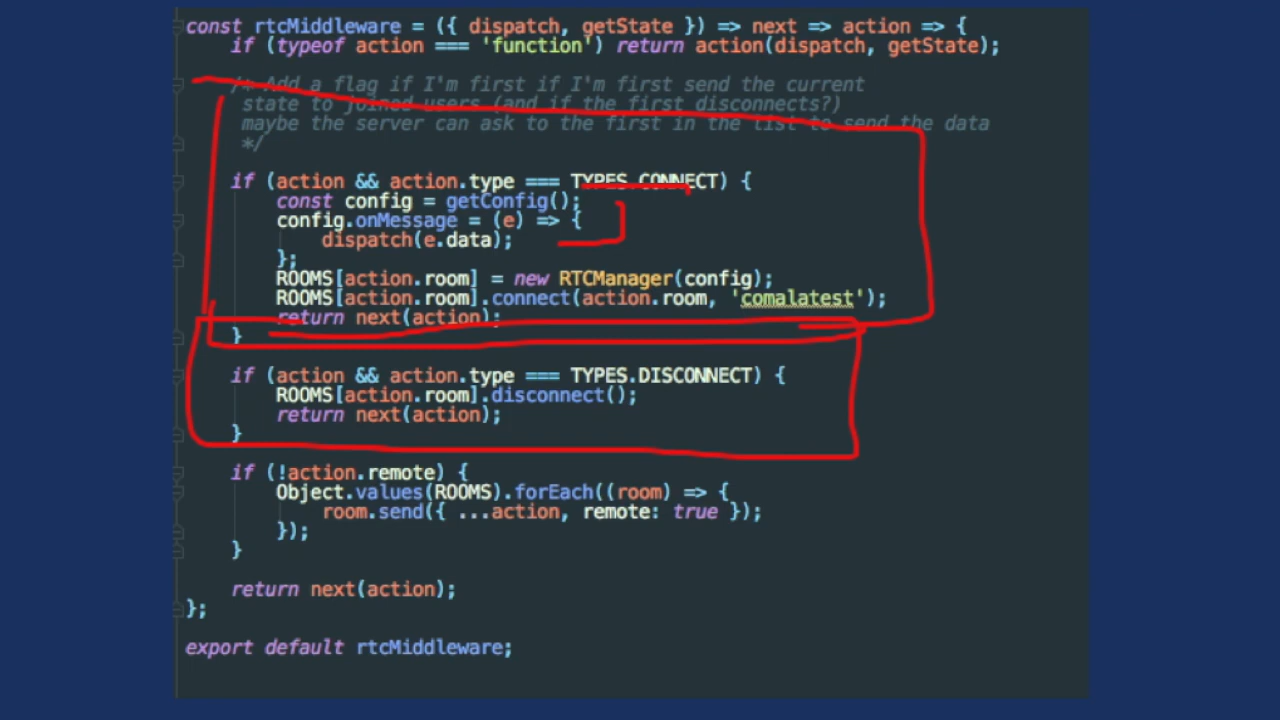 const rtcMiddleware = ({ dispatch, getState }) => next => action => {
    if (typeof action === 'function') return action(dispatch, getState);

    /* Add a flag if I'm first if I'm first send the current
     state to joined users (and if the first disconnects?)
     maybe the server can ask to the first in the list to send the data
     */

    if (action && action.type === TYPES.CONNECT) {
        const config = getConfig();
        config.onMessage = (e) => {
            dispatch(e.data);
        };
        ROOMS[action.room] = new RTCManager(config);
        ROOMS[action.room].connect(action.room, 'comalatest');
        return next(action);
    }

    if (action && action.type === TYPES.DISCONNECT) {
        ROOMS[action.room].disconnect();
        return next(action);
    }

    if (!action.remote) {
        Object.values(ROOMS).forEach((room) => {
            room.send({ ...action, remote: true });
        });
    }

    return next(action);
};

export default rtcMiddleware;